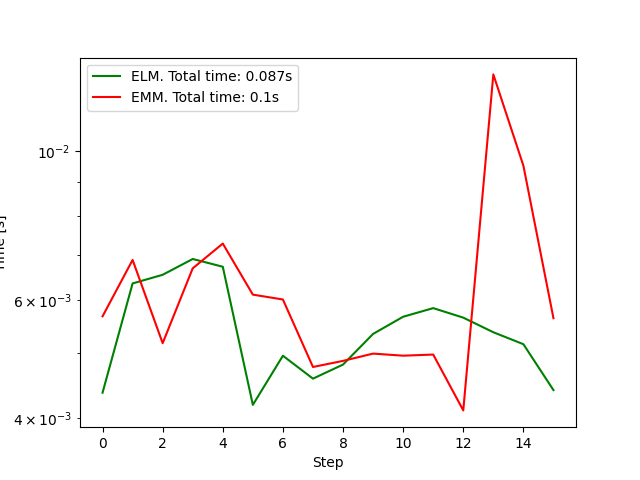 ELM. Total time: 0.087s
EMM. Total time: 0.1s
10⁻²
6 × 10⁻³
4 × 10⁻³
[s]
0 2 4 6 8 10 12 14
Step